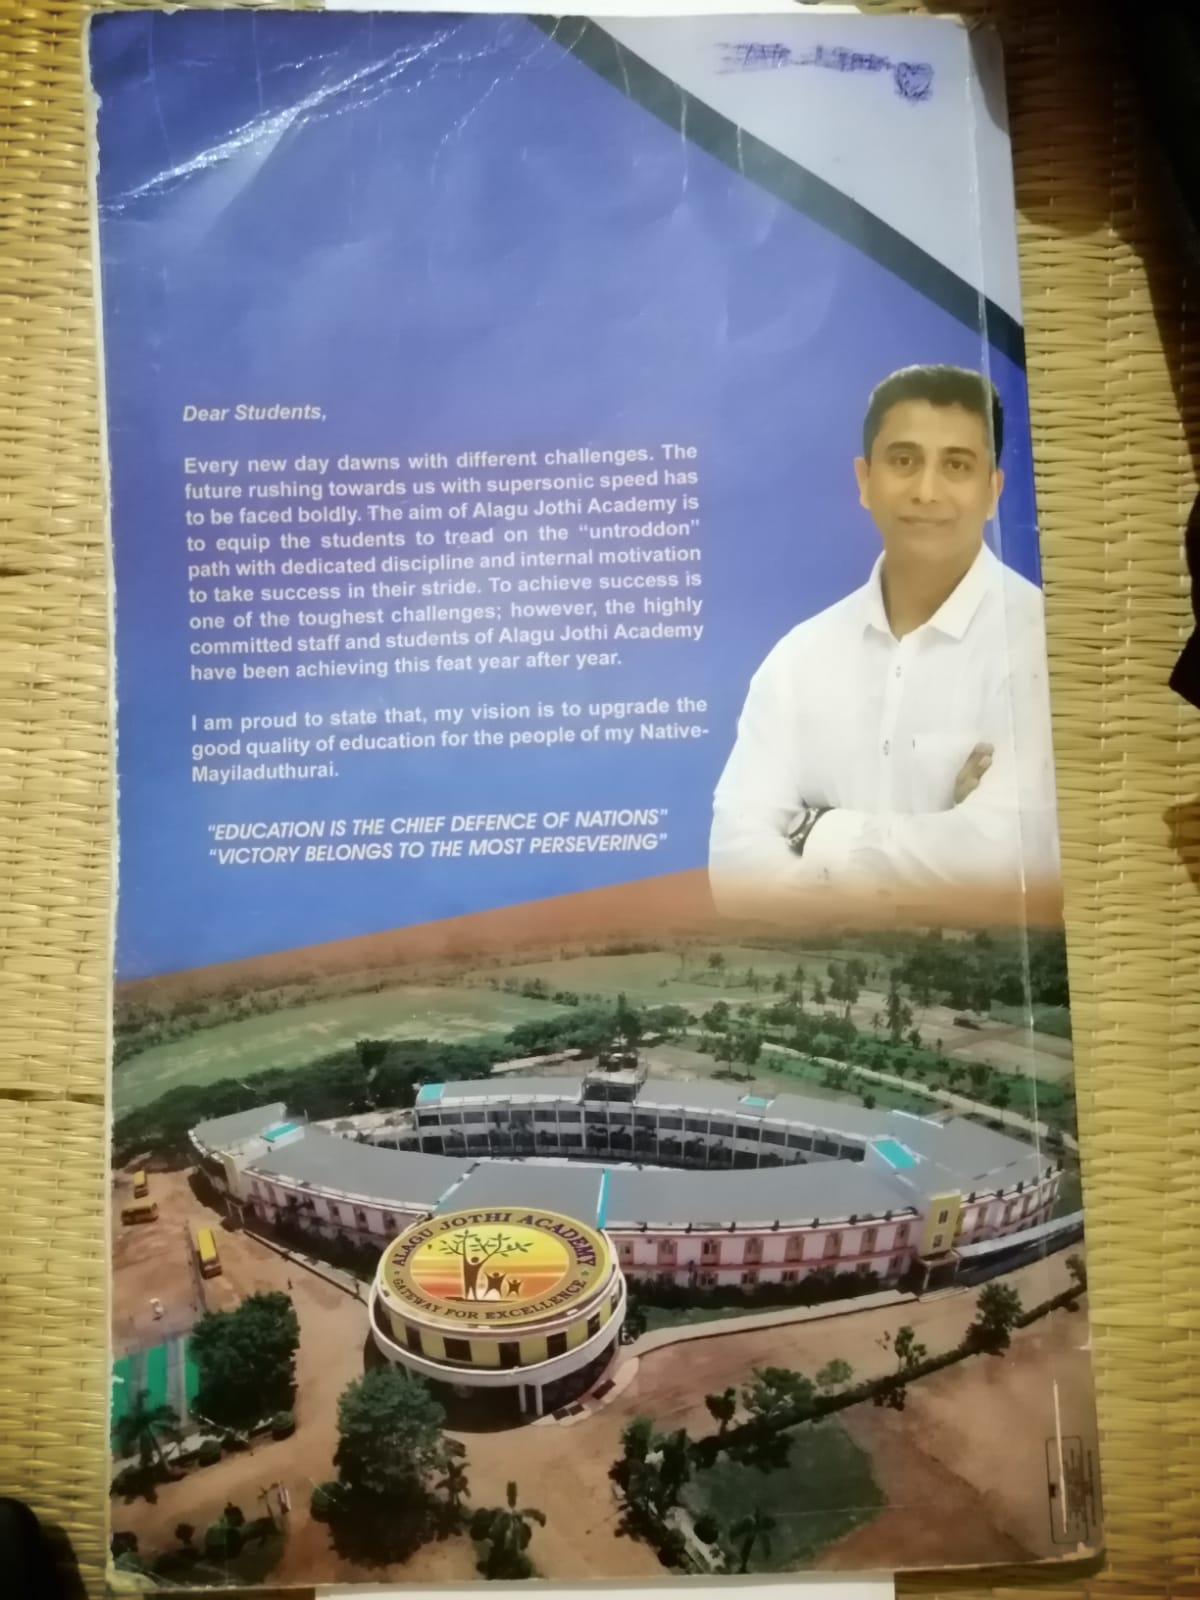 Dear Students,
Every new day dawns with different challenges. The
future rushing towards us with supersonic speed has
to be faced boldly. The aim of Alagu Jothi Academy is
to equip the students to tread on the “untroddon”
path with dedicated discipline and internal motivation
to take success in their stride. To achieve success is
one of the toughest challenges; however, the highly
committed staff and students of Alagu Jothi Academy
have been achieving this feat year after year.
I am proud to state that, my vision is to upgrade the
good quality of education for the people of my Native-
Mayiladuthurai.
“EDUCATION IS THE CHIEF DEFENCE OF NATIONS”
“VICTORY BELONGS TO THE MOST PERSEVERING”
ALAGU JOTHI ACADEMY
GATEWAY FOR EXCELLENCE